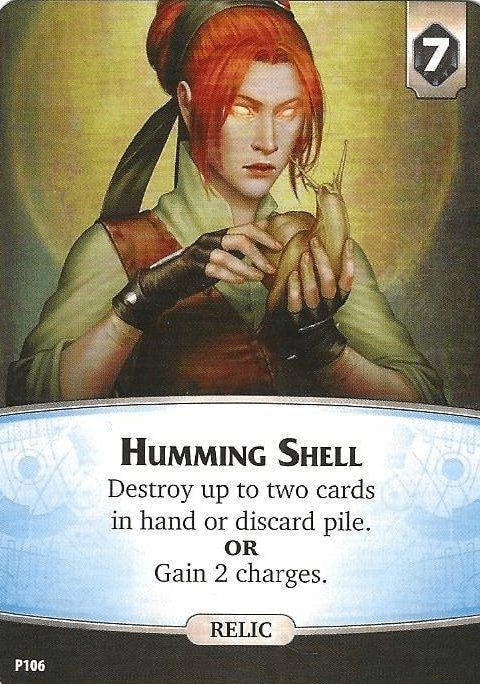 7
HUMMING SHELL
Destroy up to two cards
in hand or discard pile.
OR
Gain 2 charges.
RELIC
P106